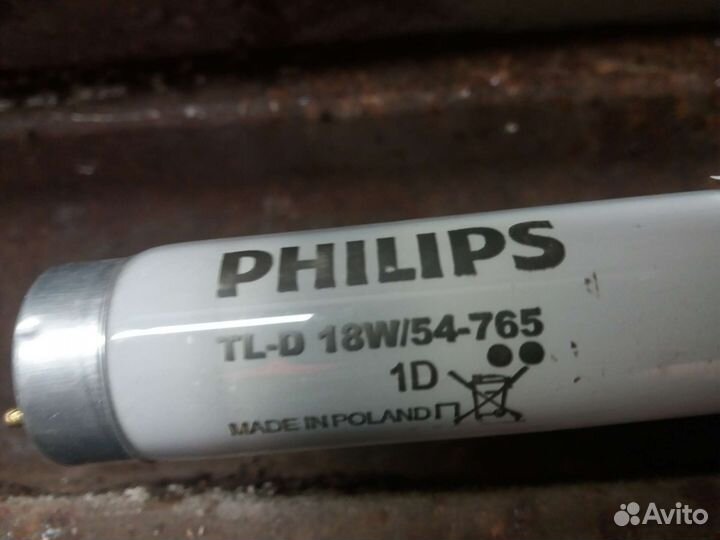 PHILIPS
TL-D 18W/54-765
1D
MADE IN POLAND
Avito